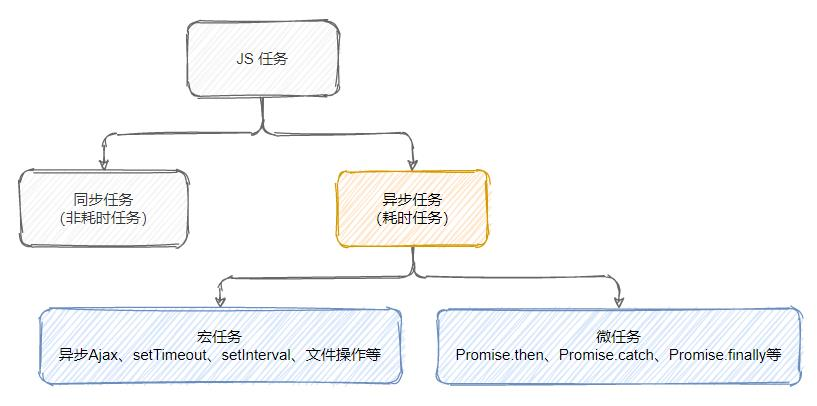 JS 任务
同步任务
（非耗时任务）
异步任务
（耗时任务）
宏任务
异步Ajax、setTimeout、setInterval、文件操作等
微任务
Promise.then、Promise.catch、Promise.finally等